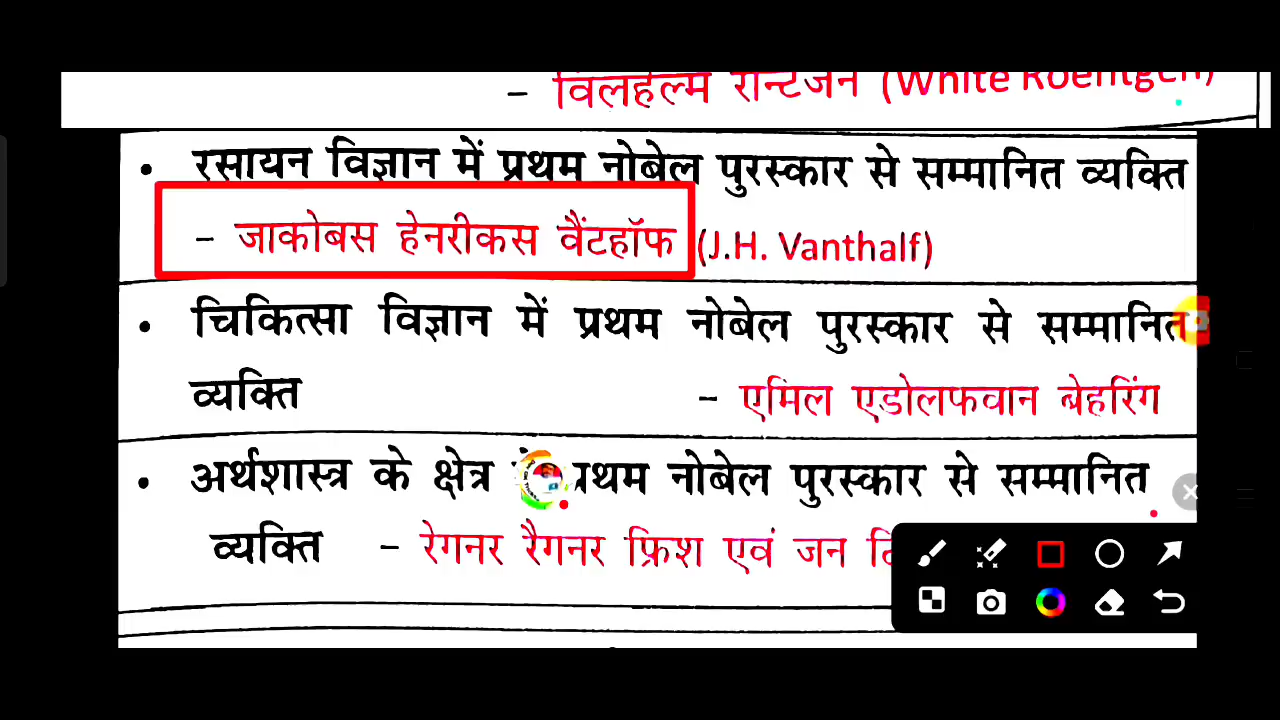 – विलहेल्म रोन्टजन (White Roentgen)
• रसायन विज्ञान में प्रथम नोबेल पुरस्कार से सम्मानित व्यक्ति
– जाकोबस हेनरीकस वैंटहॉफ (J.H. Vanthalf)
• चिकित्सा विज्ञान में प्रथम नोबेल पुरस्कार से सम्मानित
व्यक्ति – एमिल एडोलफवान बेहरिंग
• अर्थशास्त्र के क्षेत्र प्रथम नोबेल पुरस्कार से सम्मानित
व्यक्ति – रेगनर रैगनर फ्रिश एवं जन